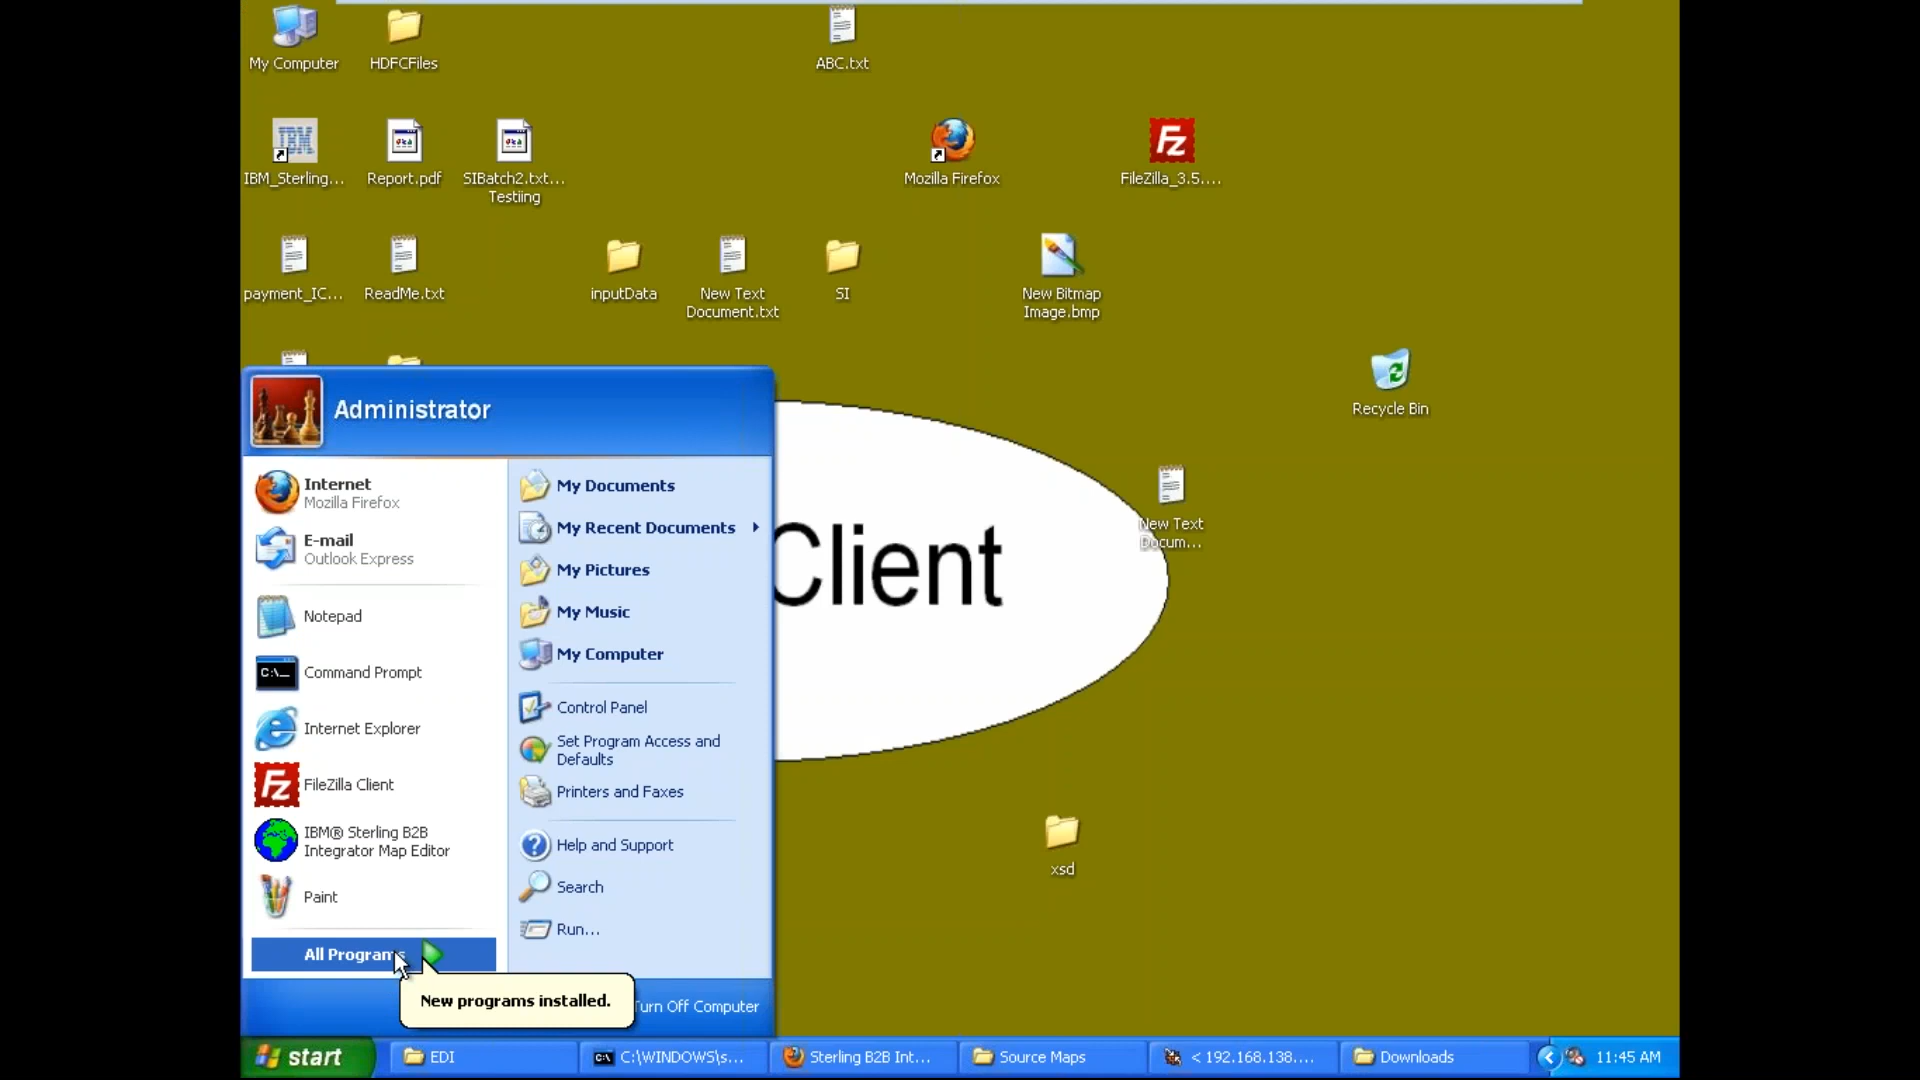 My Computer
HDFCFiles
ABC.txt
IBM_Sterling...
Report.pdf
SIBatch2.txt...
Testiing
Mozilla Firefox
FileZilla_3.5....
payment_IC...
ReadMe.txt
inputData
New Text
Document.txt
SI
New Bitmap
Image.bmp
Recycle Bin
New Text
Docum...
xsd
Client
Administrator
Internet
Mozilla Firefox
E-mail
Outlook Express
Notepad
Command Prompt
Internet Explorer
FileZilla Client
IBM® Sterling B2B
Integrator Map Editor
Paint
All Programs
My Documents
My Recent Documents
My Pictures
My Music
My Computer
Control Panel
Set Program Access and
Defaults
Printers and Faxes
Help and Support
Search
Run...
New programs installed.
Turn Off Computer
start
EDI
C:\WINDOWS\s...
Sterling B2B Int...
Source Maps
< 192.168.138....
Downloads
11:45 AM